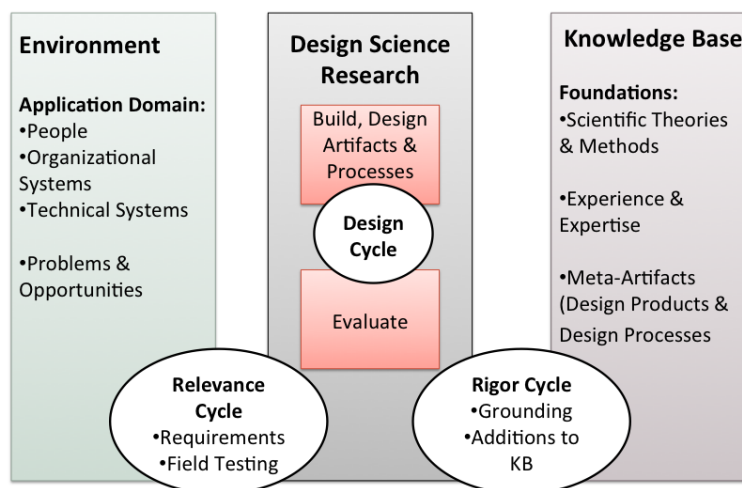 Environment
Application Domain:
•People
•Organizational
Systems
•Technical Systems
•Problems &
Opportunities
Design Science
Research
Build, Design
Artifacts &
Processes
Design
Cycle
Evaluate
Knowledge Base
Foundations:
•Scientific Theories
& Methods
•Experience &
Expertise
•Meta-Artifacts
(Design Products &
Design Processes
Relevance
Cycle
•Requirements
•Field Testing
Rigor Cycle
•Grounding
•Additions to
KB